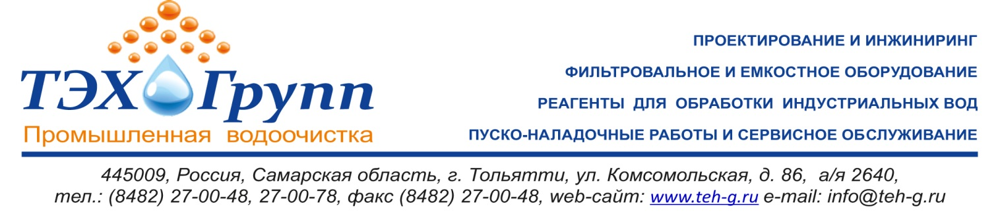 ТЭХ Групп
Промышленная водоочистка
ПРОЕКТИРОВАНИЕ И ИНЖИНИРИНГ
ФИЛЬТРОВАЛЬНОЕ И ЕМКОСТНОЕ ОБОРУДОВАНИЕ
РЕАГЕНТЫ ДЛЯ ОБРАБОТКИ ИНДУСТРИАЛЬНЫХ ВОД
ПУСКО-НАЛАДОЧНЫЕ РАБОТЫ И СЕРВИСНОЕ ОБСЛУЖИВАНИЕ
445009, Россия, Самарская область, г. Тольятти, ул. Комсомольская, д. 86, а/я 2640,
тел.: (8482) 27-00-48, 27-00-78, факс (8482) 27-00-48, web-сайт: www.teh-g.ru e-mail: info@teh-g.ru